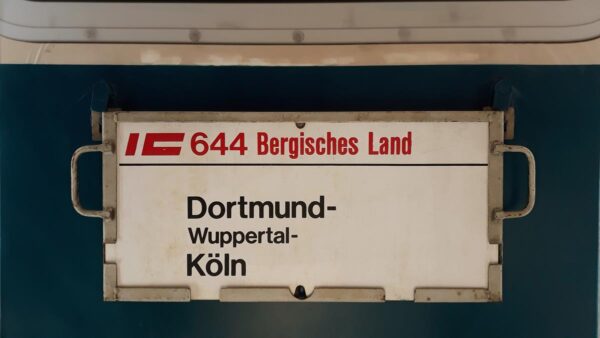 IC 644 Bergisches Land
Dortmund-
Wuppertal-
Köln